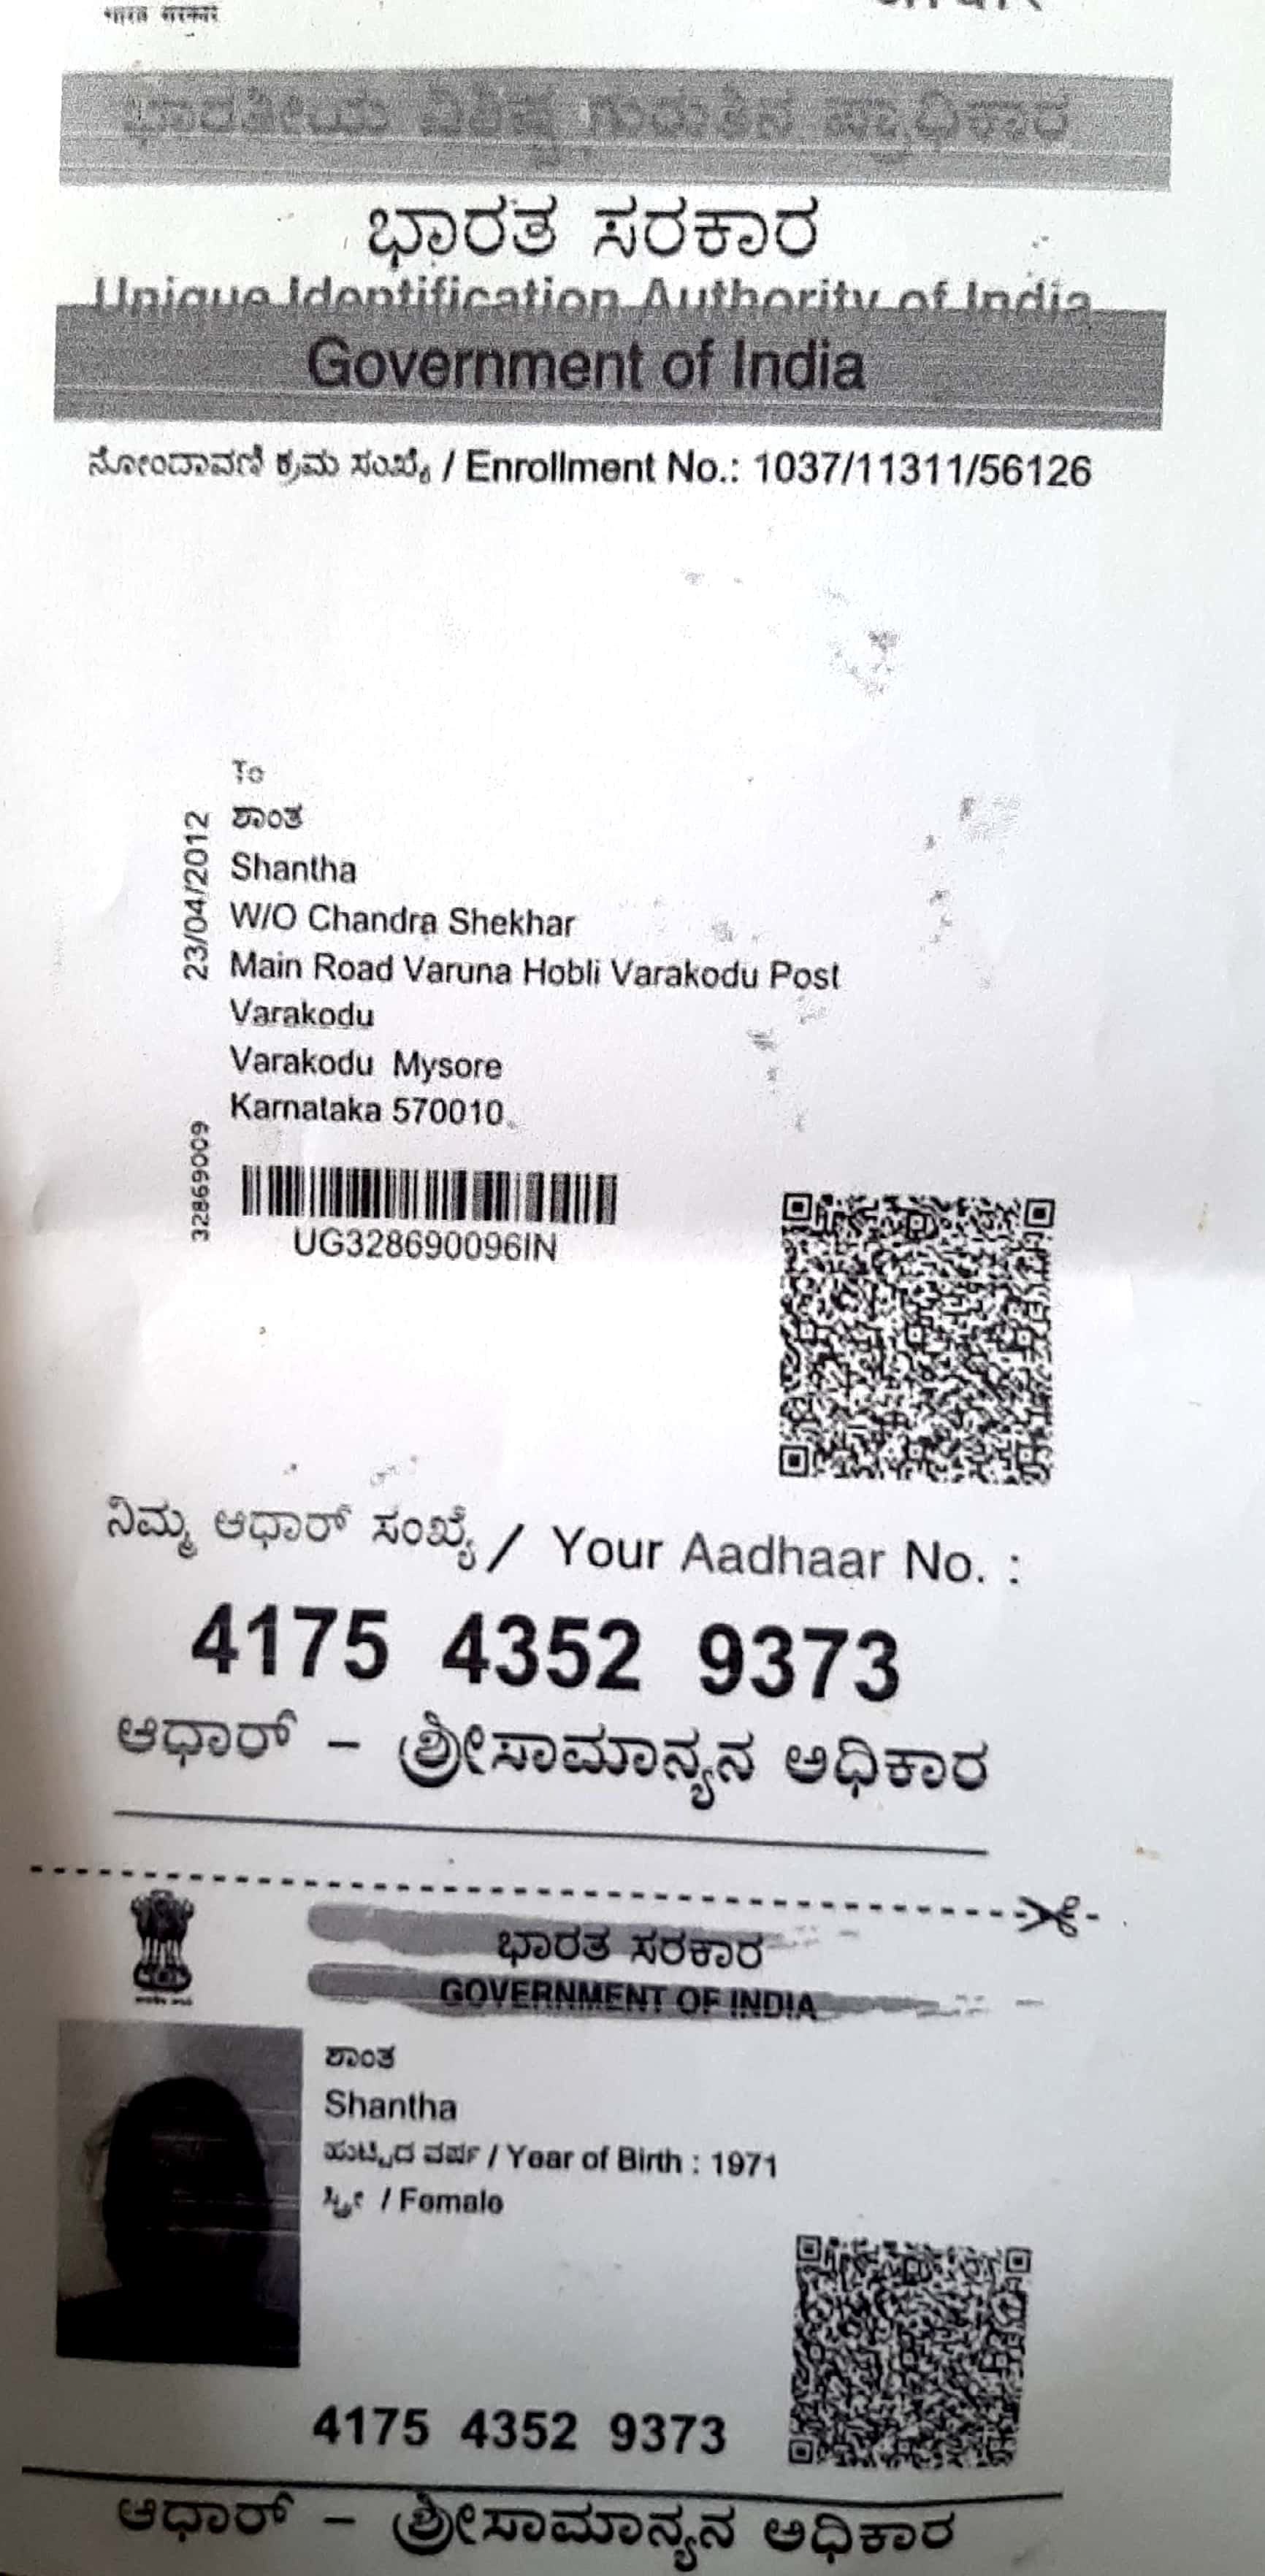 भारत सरकार
ಭಾರತೀಯ ವಿಶಿಷ್ಟ ಗುರುತಿನ ಪ್ರಾಧಿಕಾರ
ಭಾರತ ಸರಕಾರ
Unique Identification Authority of India
Government of India
ನೋಂದಾವಣಿ ಕ್ರಮ ಸಂಖ್ಯೆ / Enrollment No.: 1037/11311/56126
To
ಶಾಂತ
Shantha
W/O Chandra Shekhar
Main Road Varuna Hobli Varakodu Post
Varakodu
Varakodu Mysore
Karnataka 570010
23/04/2012
32869009
UG328690096IN
ನಿಮ್ಮ ಆಧಾರ್ ಸಂಖ್ಯೆ / Your Aadhaar No. :
4175 4352 9373
ಆಧಾರ್ – ಶ್ರೀಸಾಮಾನ್ಯನ ಅಧಿಕಾರ
ಭಾರತ ಸರಕಾರ
GOVERNMENT OF INDIA
ಶಾಂತ
Shantha
ಹುಟ್ಟಿದ ವರ್ಷ / Year of Birth : 1971
ಸ್ತ್ರೀ / Female
4175 4352 9373
ಆಧಾರ್ – ಶ್ರೀಸಾಮಾನ್ಯನ ಅಧಿಕಾರ